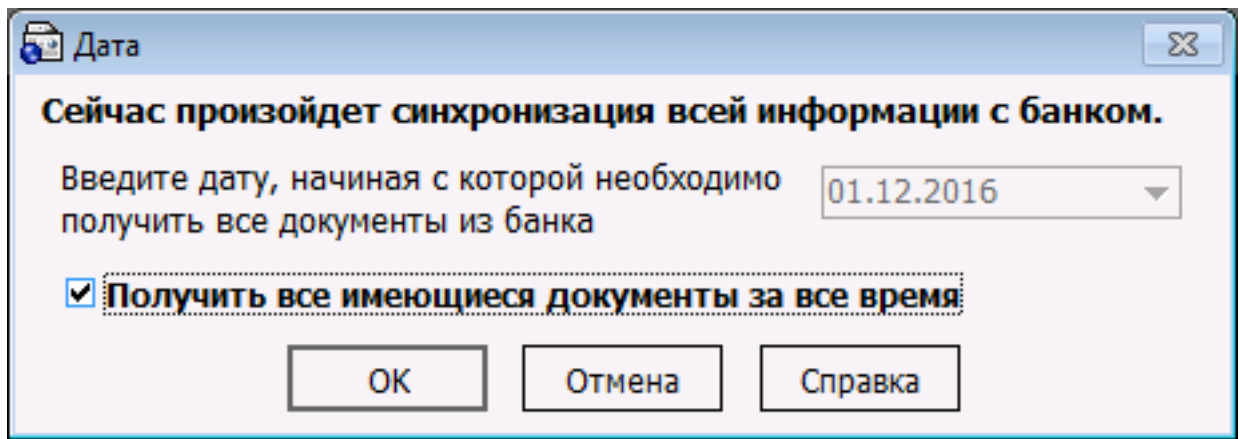 Дата
Сейчас произойдет синхронизация всей информации с банком.
Введите дату, начиная с которой необходимо
получить все документы из банка
01.12.2016
Получить все имеющиеся документы за все время
OK
Отмена
Справка